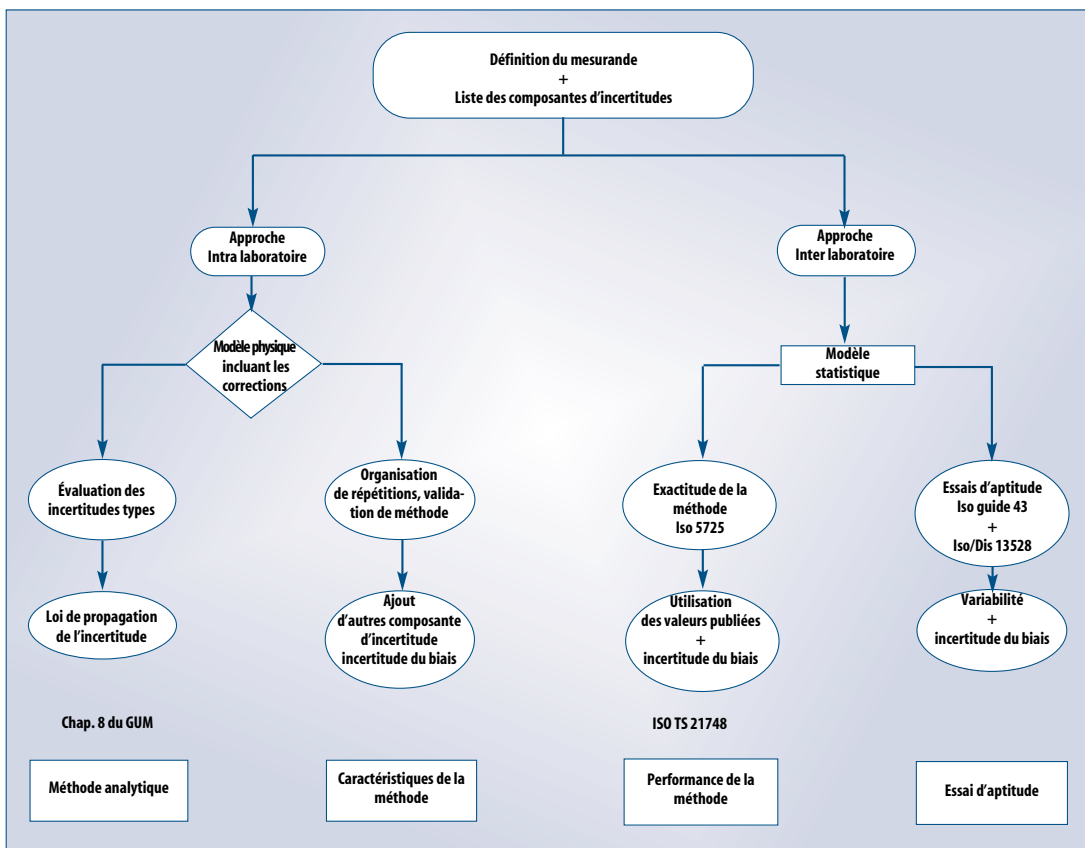 Définition du mesurande
+
Liste des composantes d'incertitudes
Approche
Intra laboratoire
Approche
Inter laboratoire
Modèle physique
incluant les
corrections
Modèle
statistique
Évaluation des
incertitudes types
Organisation
de répétitions, valida-
tion de méthode
Exactitude de la
méthode
Iso 5725
Essais d'aptitude
Iso guide 43
+
Iso/Dis 13528
Loi de propagation
de l'incertitude
Ajout
d'autres composante
d'incertitude
incertitude du biais
Utilisation
des valeurs publiées
+
incertitude du biais
Variabilité
+
incertitude du biais
Chap. 8 du GUM
ISO TS 21748
Méthode analytique
Caractéristiques de la
méthode
Performance de la
méthode
Essai d'aptitude